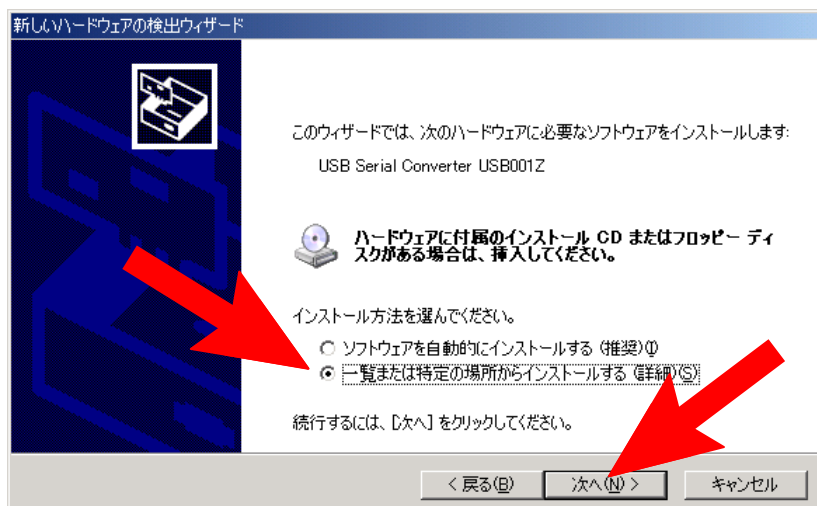 新しいハードウェアの検出ウィザード
このウィザードでは、次のハードウェアに必要なソフトウェアをインストールします:
USB Serial Converter USB001Z
ハードウェアに付属のインストール CD またはフロッピー ディ
スクがある場合は、挿入してください。
インストール方法を選んでください。
ソフトウェアを自動的にインストールする (推奨)(I)
一覧または特定の場所からインストールする (詳細)(S)
続行するには、[次へ] をクリックしてください。
< 戻る(B)
次へ(N) >
キャンセル